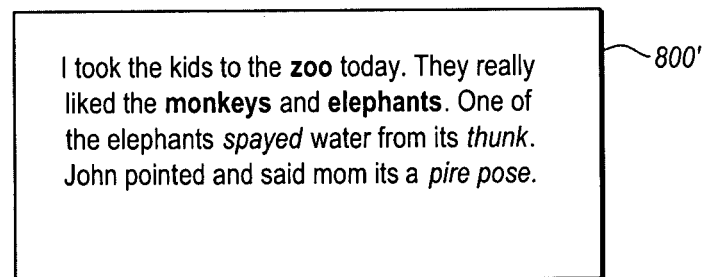 I took the kids to the zoo today. They really
liked the monkeys and elephants. One of
the elephants spayed water from its thunk.
John pointed and said mom its a pire pose.
800'